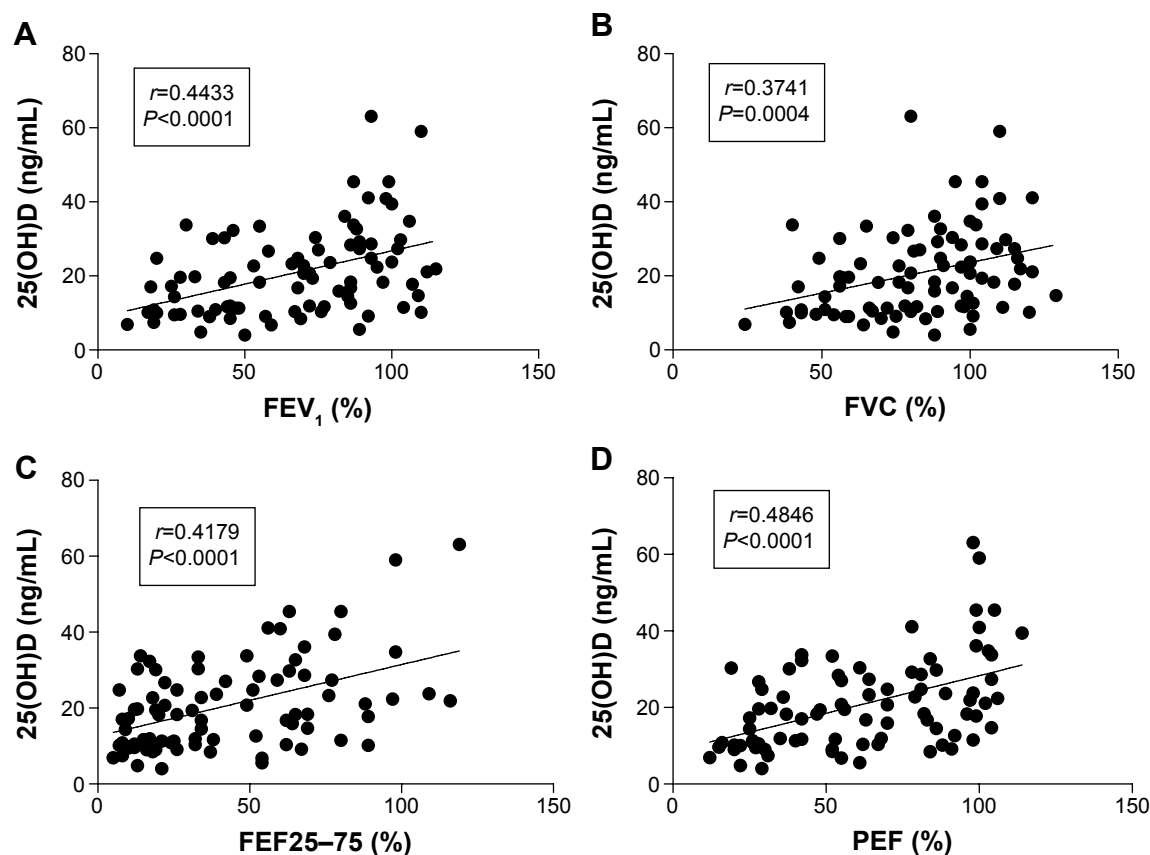 A
25(OH)D (ng/mL)
80
60
40
20
0
r=0.4433
P<0.0001
0
50
100
150
FEV₁ (%)
B
25(OH)D (ng/mL)
80
60
40
20
0
r=0.3741
P=0.0004
0
50
100
150
FVC (%)
C
25(OH)D (ng/mL)
80
60
40
20
0
r=0.4179
P<0.0001
0
50
100
150
FEF25–75 (%)
D
25(OH)D (ng/mL)
80
60
40
20
0
r=0.4846
P<0.0001
0
50
100
150
PEF (%)